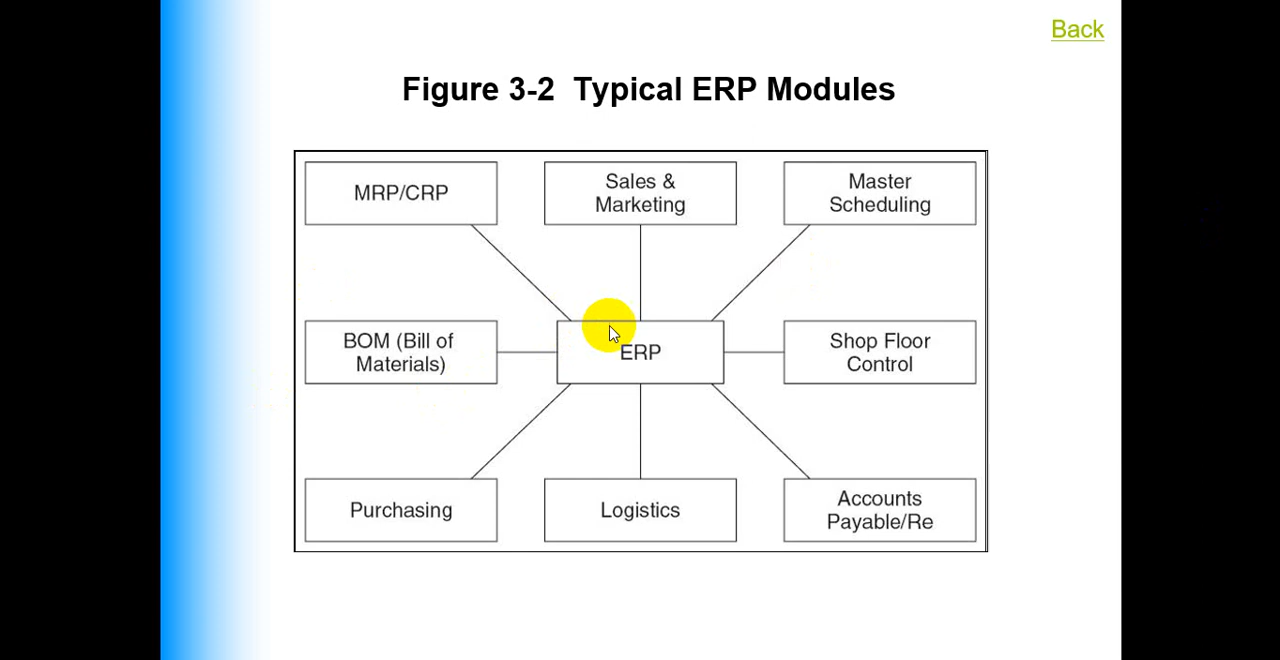 Back
Figure 3-2 Typical ERP Modules
MRP/CRP
Sales &
Marketing
Master
Scheduling
BOM (Bill of
Materials)
ERP
Shop Floor
Control
Purchasing
Logistics
Accounts
Payable/Re